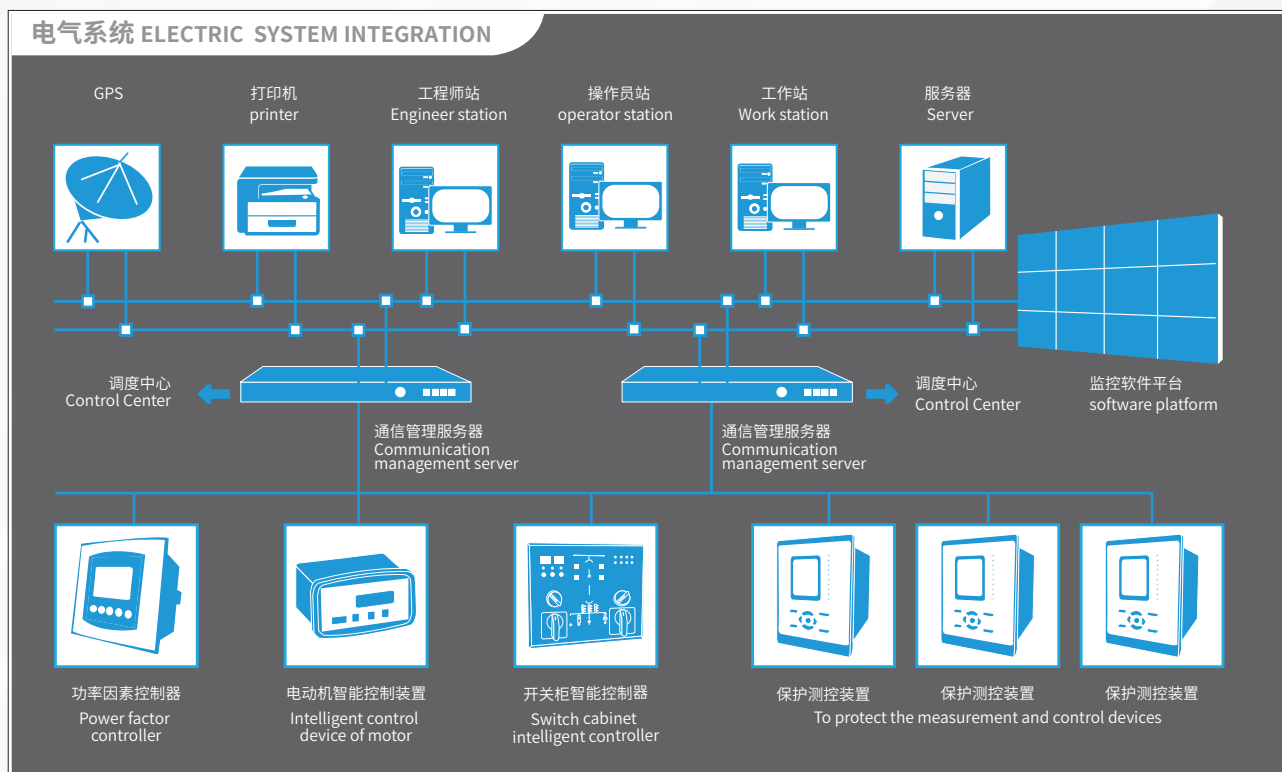 电气系统 ELECTRIC SYSTEM INTEGRATION
GPS
打印机
printer
工程师站
Engineer station
操作员站
operator station
工作站
Work station
服务器
Server
调度中心
Control Center
调度中心
Control Center
监控软件平台
software platform
通信管理服务器
Communication
management server
通信管理服务器
Communication
management server
功率因素控制器
Power factor
controller
电动机智能控制装置
Intelligent control
device of motor
开关柜智能控制器
Switch cabinet
intelligent controller
保护测控装置
保护测控装置
保护测控装置
To protect the measurement and control devices